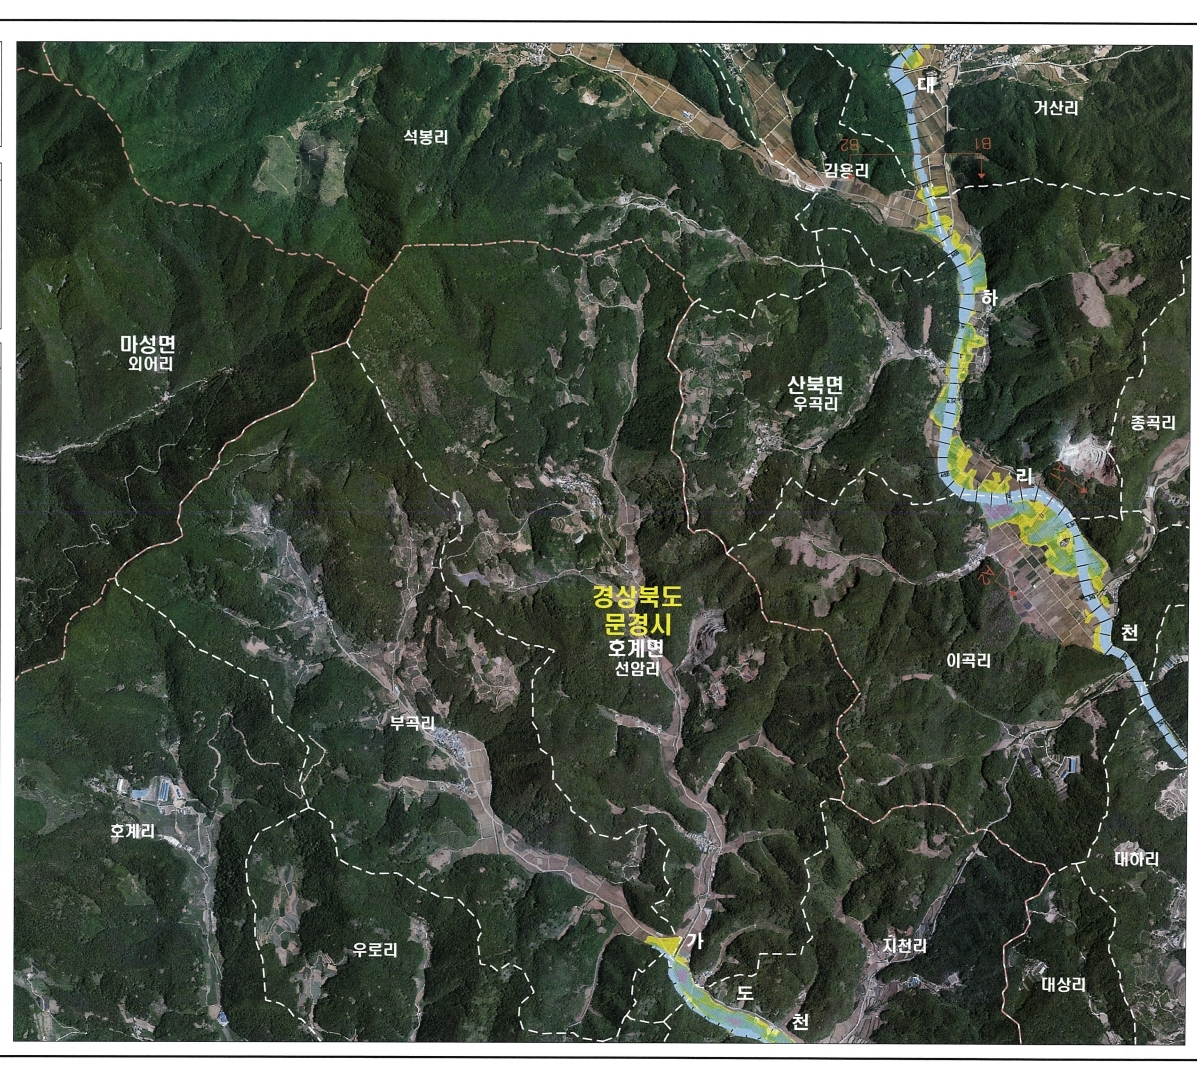 대
거산리
석봉리
B2
B1
김용리
하
마성면
외어리
산북면
우곡리
종곡리
리
경상북도
문경시
호계면
선암리
천
이곡리
부곡리
호계리
대하리
우로리
가
지천리
대상리
도
천